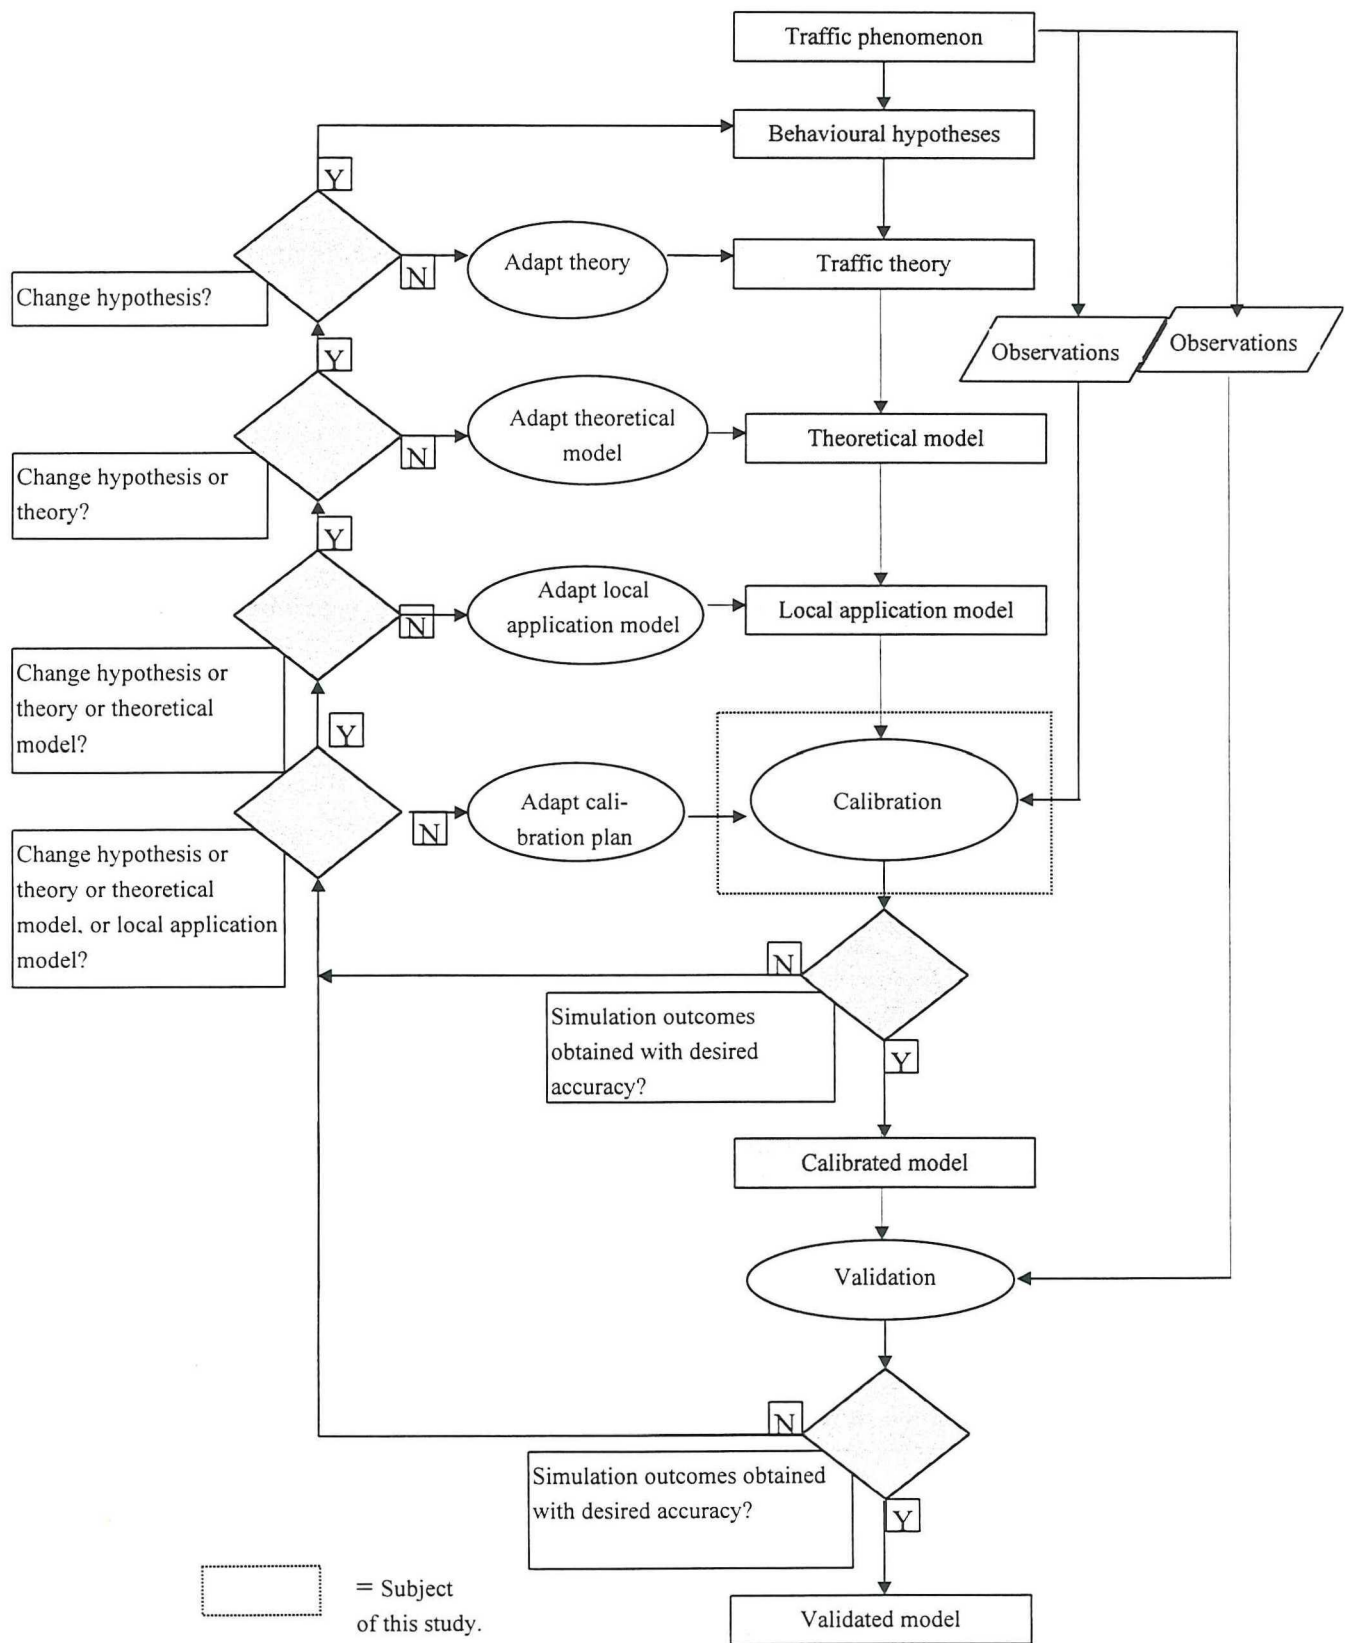 Traffic phenomenon
Behavioural hypotheses
Y
Adapt theory
Traffic theory
N
Change hypothesis?
Observations
Observations
Y
Adapt theoretical
model
Theoretical model
N
Change hypothesis or
theory?
Y
Adapt local
application model
Local application model
N
Change hypothesis or
theory or theoretical
model?
Y
Adapt cali-
bration plan
Calibration
N
Change hypothesis or
theory or theoretical
model, or local application
model?
N
Simulation outcomes
obtained with desired
accuracy?
Y
Calibrated model
Validation
N
Simulation outcomes obtained
with desired accuracy?
Y
= Subject
of this study.
Validated model